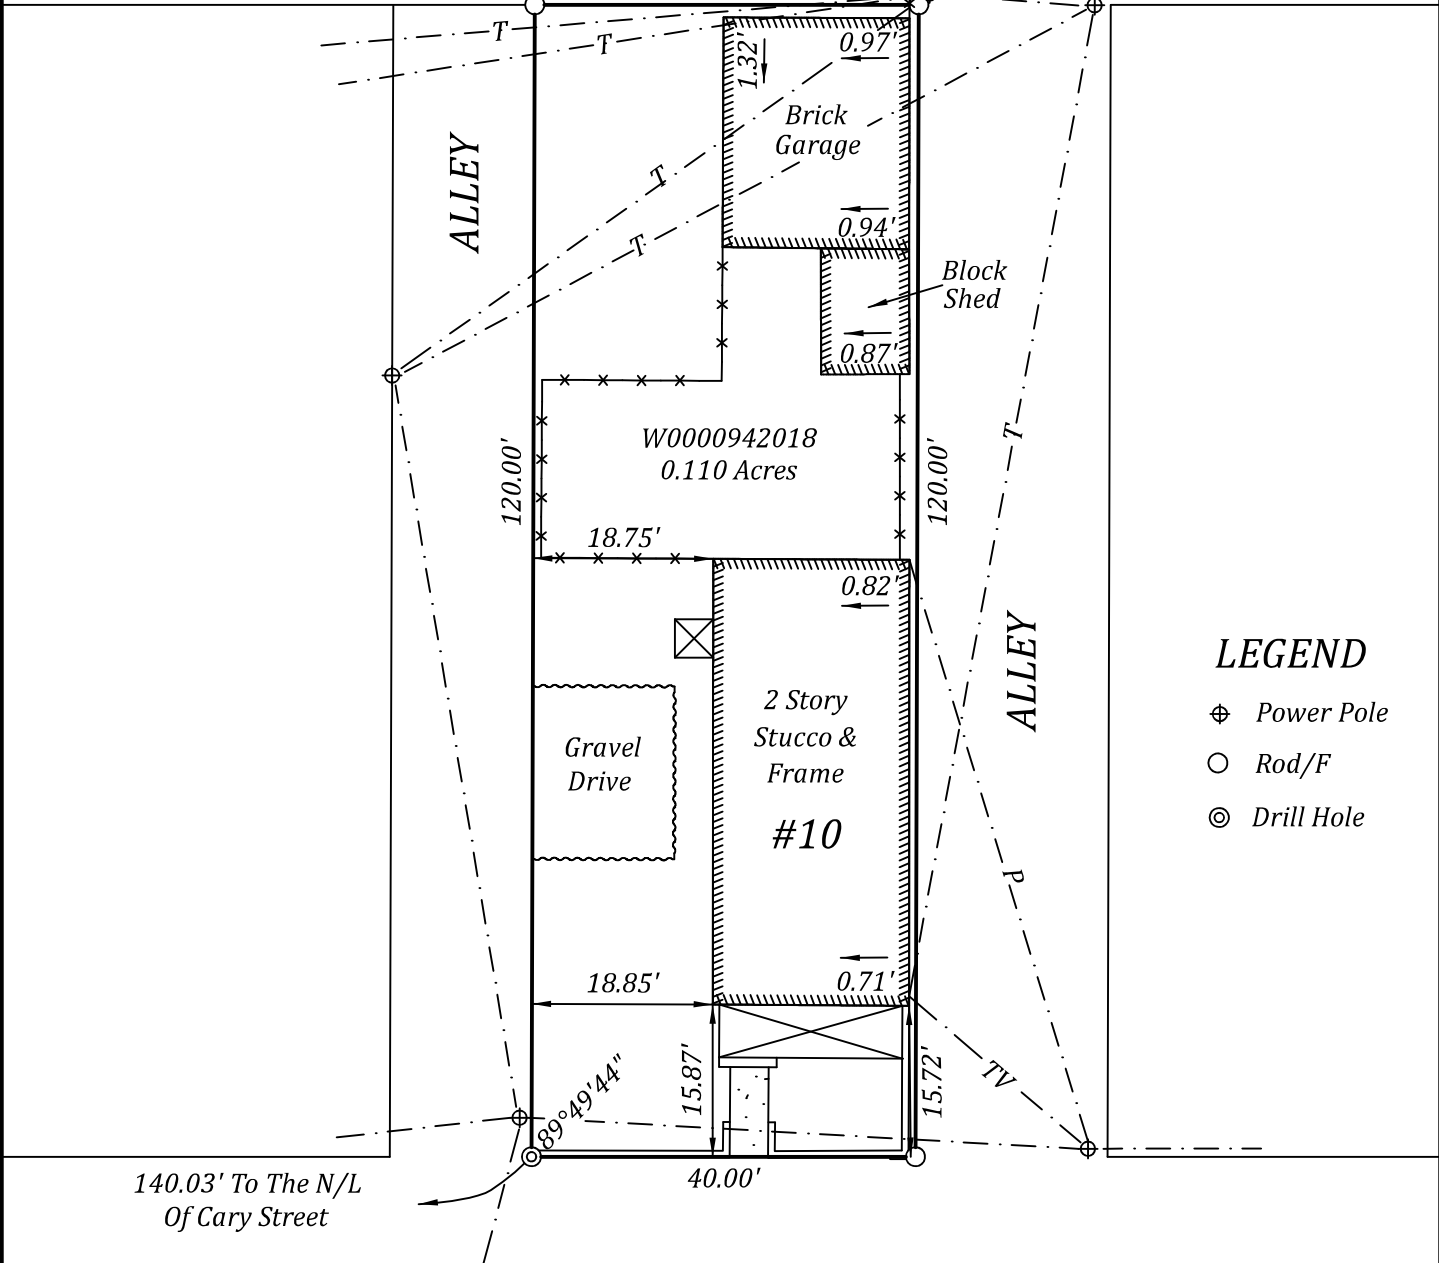 T
T
1.32'
0.97'
Brick
Garage
ALLEY
T
T
0.94'
Block
Shed
0.87'
T
W0000942018
0.110 Acres
120.00'
120.00'
18.75'
0.82'
ALLEY
LEGEND
Power Pole
Rod/F
Drill Hole
2 Story
Stucco &
Frame
#10
Gravel
Drive
P
18.85'
0.71'
15.87'
15.72'
TV
89°49'44"
40.00'
140.03' To The N/L
Of Cary Street